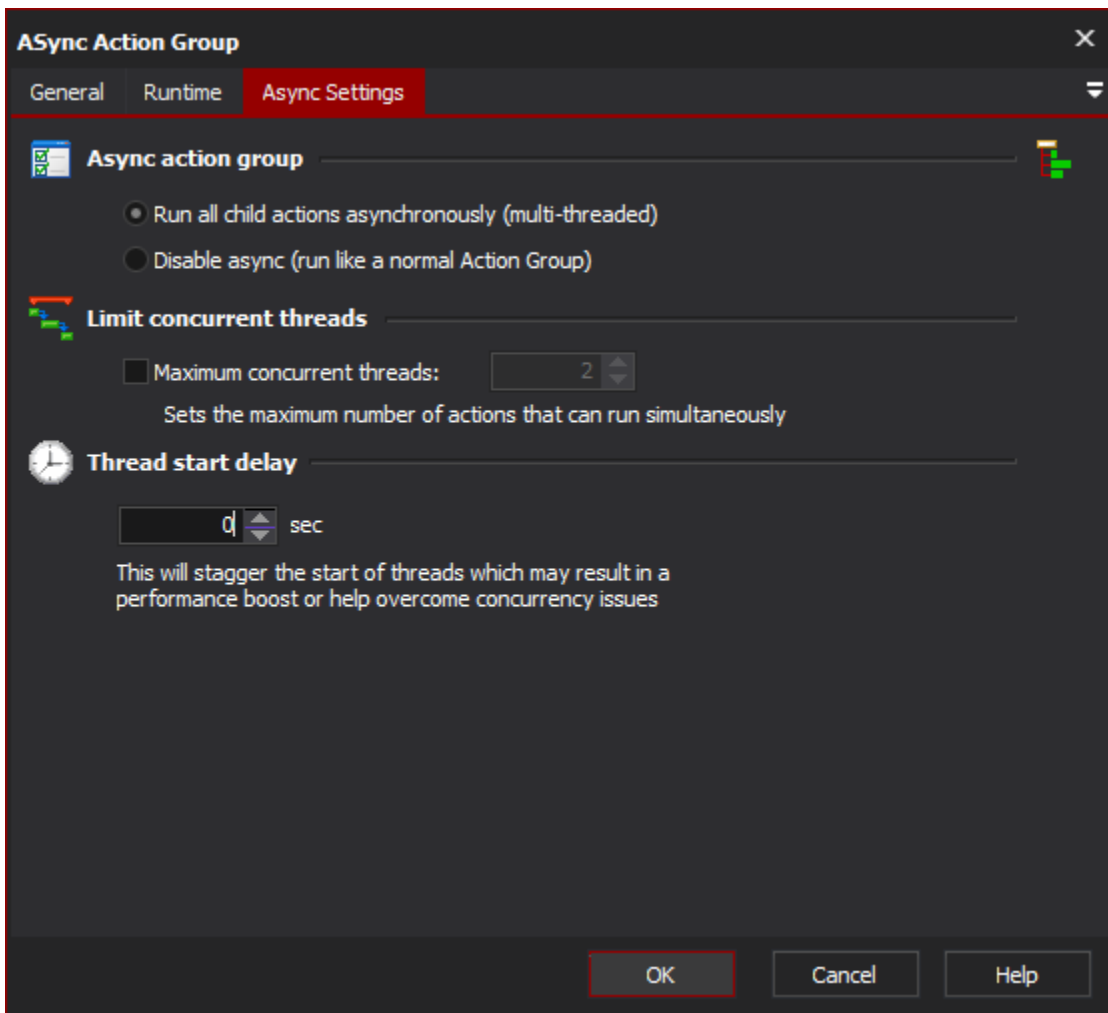 ASync Action Group
General Runtime Async Settings
Async action group
Run all child actions asynchronously (multi-threaded)
Disable async (run like a normal Action Group)
Limit concurrent threads
Maximum concurrent threads: 2
Sets the maximum number of actions that can run simultaneously
Thread start delay
0 sec
This will stagger the start of threads which may result in a
performance boost or help overcome concurrency issues
OK Cancel Help